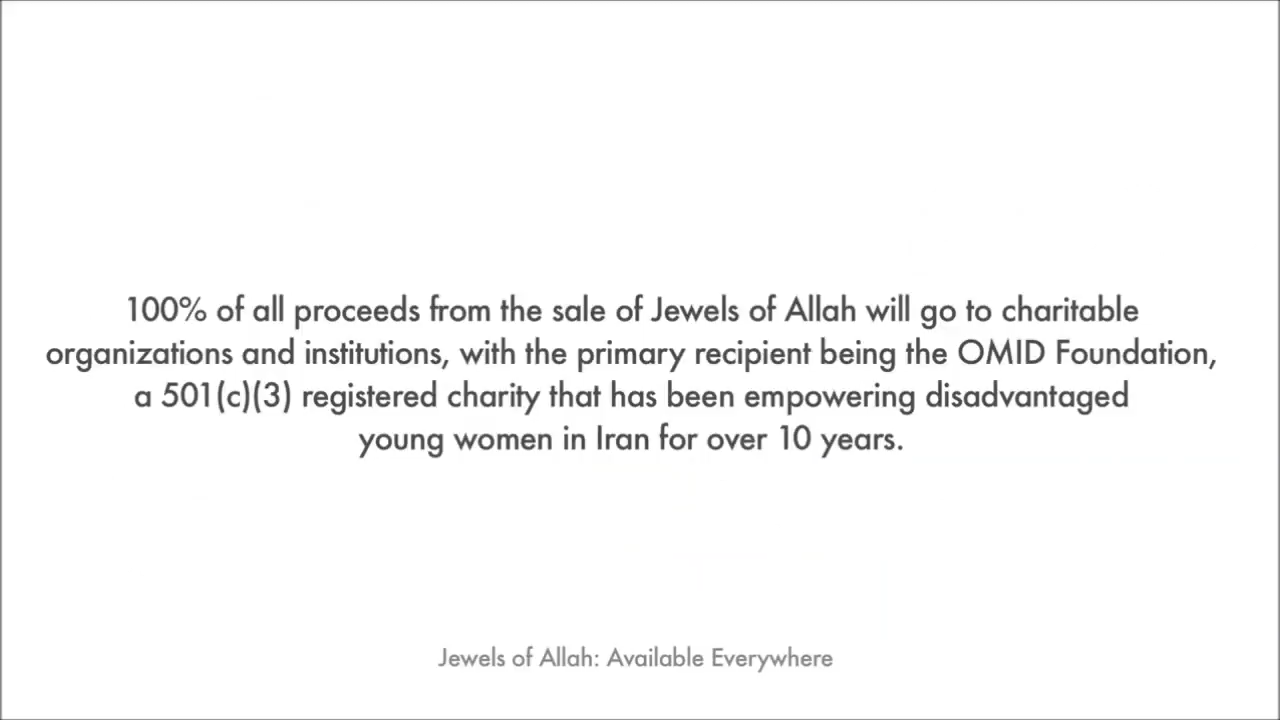 100% of all proceeds from the sale of Jewels of Allah will go to charitable
organizations and institutions, with the primary recipient being the OMID Foundation,
a 501(c)(3) registered charity that has been empowering disadvantaged
young women in Iran for over 10 years.
Jewels of Allah: Available Everywhere